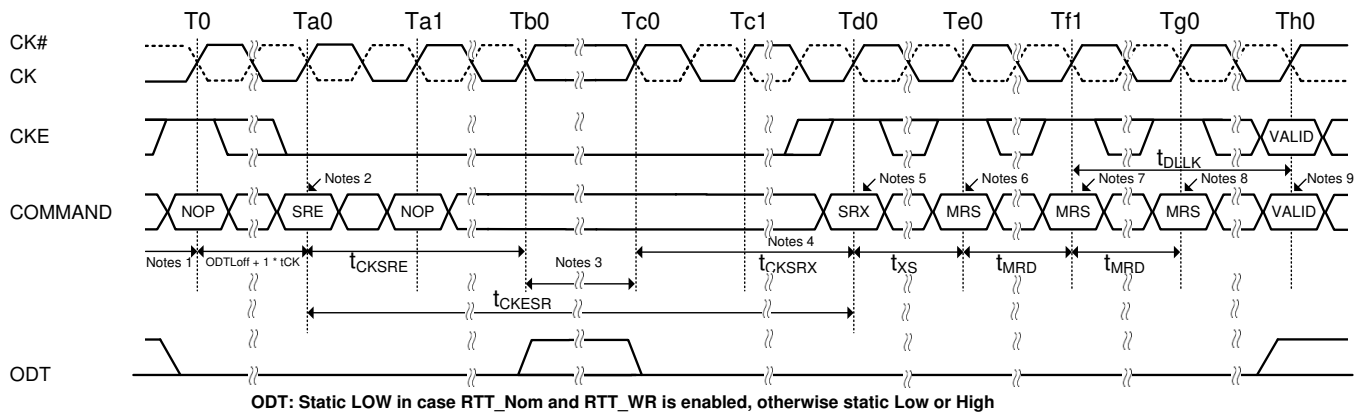 T0 Ta0 Ta1 Tb0 Tc0 Tc1 Td0 Te0 Tf1 Tg0 Th0
CK#
CK
CKE
VALID
tDLLK
Notes 2
Notes 5
Notes 6
Notes 7
Notes 8
Notes 9
COMMAND
NOP
SRE
NOP
SRX
MRS
MRS
MRS
VALID
Notes 1
ODTLoff + 1 * tCK
tCKSRE
Notes 3
Notes 4
tCKSRX
tXS
tMRD
tMRD
tCKESR
ODT
ODT: Static LOW in case RTT_Nom and RTT_WR is enabled, otherwise static Low or High